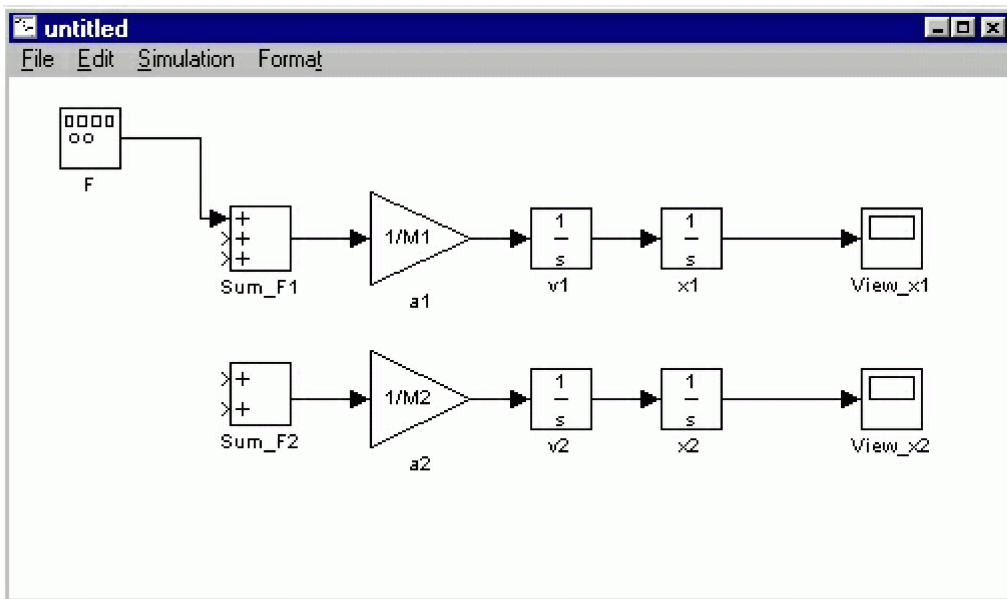 untitled
File Edit Simulation Format
F
+
+
+
Sum_F1
1/M1
a1
1
s
v1
1
s
x1
View_x1
+
+
Sum_F2
1/M2
a2
1
s
v2
1
s
x2
View_x2